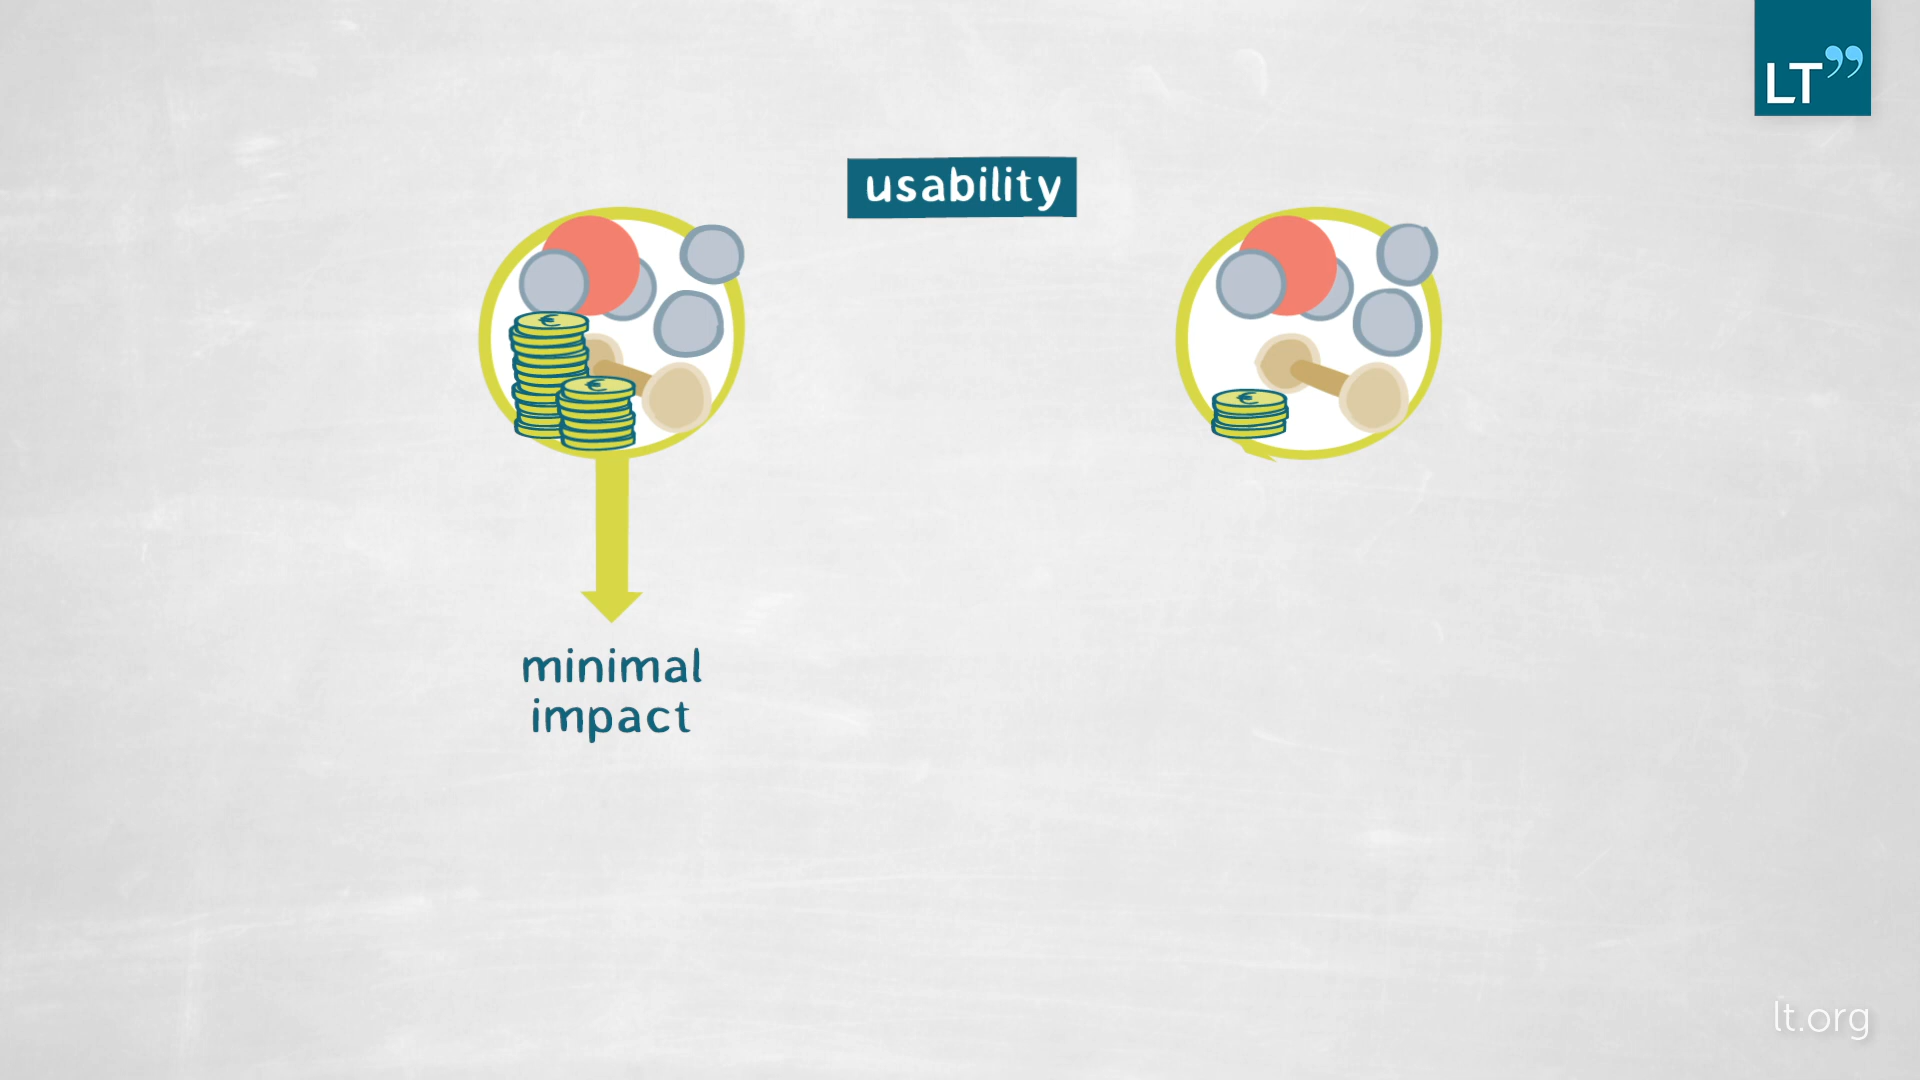 LT”
usability
€
€
€
minimal
impact
lt.org